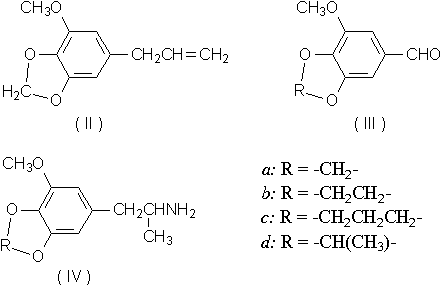 CH₃O
O
CH₂CH=CH₂
H₂C
O
( II )
CH₃O
O
CHO
R
O
( III )
CH₃O
O
CH₂CHNH₂
R
CH₃
O
( IV )
a: R = -CH₂-
b: R = -CH₂CH₂-
c: R = -CH₂CH₂CH₂-
d: R = -CH(CH₃)-